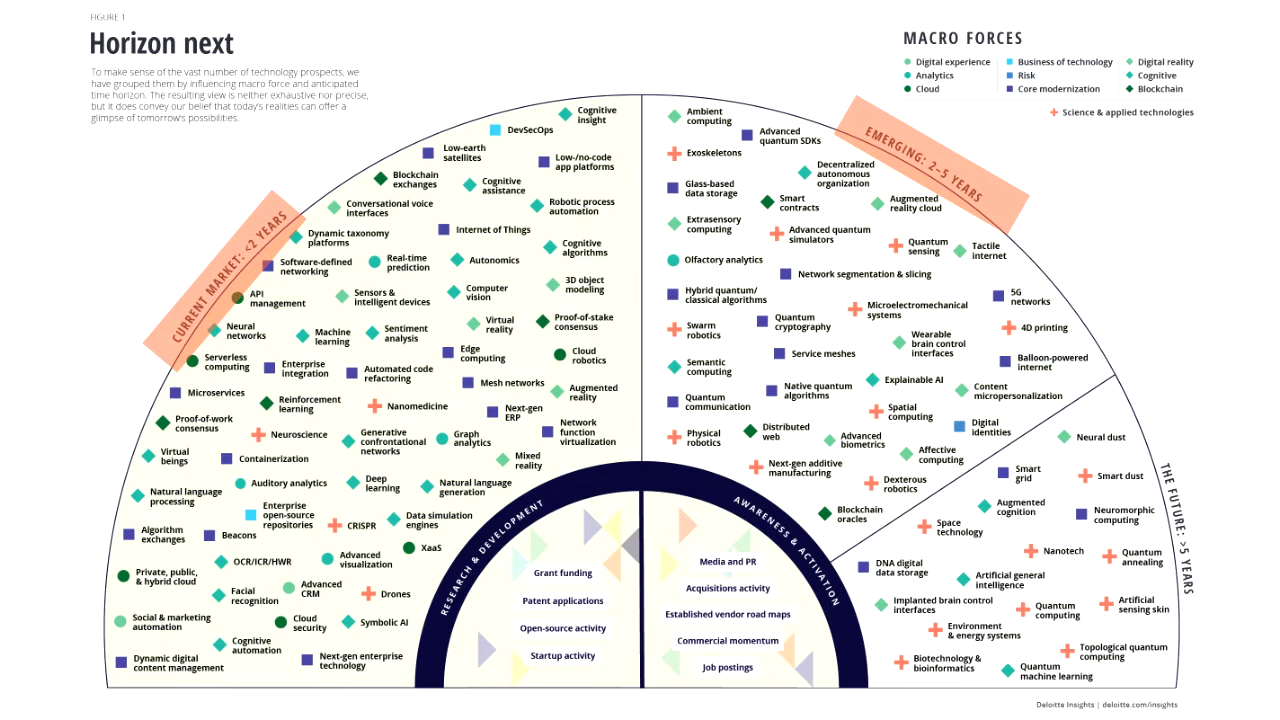 FIGURE 1
Horizon next
To make sense of the vast number of technology prospects, we
have grouped them by influencing macro force and anticipated
time horizon. The resulting view is neither exhaustive nor precise,
but it does convey our belief that today's realities can offer a
glimpse of tomorrow's possibilities.
MACRO FORCES
Digital experience
Business of technology
Digital reality
Analytics
Risk
Cognitive
Cloud
Core modernization
Blockchain
Science & applied technologies
CURRENT MARKET: <2 YEARS
Cognitive
insight
DevSecOps
Low-earth
satellites
Low-/no-code
app platforms
Blockchain
exchanges
Cognitive
assistance
Conversational voice
interfaces
Robotic process
automation
Dynamic taxonomy
platforms
Internet of Things
Cognitive
algorithms
Software-defined
networking
Real-time
prediction
Autonomics
3D object
modeling
API
management
Sensors &
intelligent devices
Computer
vision
Neural
networks
Machine
learning
Sentiment
analysis
Virtual
reality
Proof-of-stake
consensus
Serverless
computing
Enterprise
integration
Automated code
refactoring
Edge
computing
Cloud
robotics
Microservices
Reinforcement
learning
Nanomedicine
Mesh networks
Augmented
reality
Proof-of-work
consensus
Neuroscience
Generative
confrontational
networks
Graph
analytics
Next-gen
ERP
Network
function
virtualization
Virtual
beings
Containerization
Mixed
reality
Natural language
processing
Auditory analytics
Deep
learning
Natural language
generation
Algorithm
exchanges
Beacons
Enterprise
open-source
repositories
CRISPR
Data simulation
engines
Private, public,
& hybrid cloud
OCR/ICR/HWR
Advanced
visualization
XaaS
Social & marketing
automation
Facial
recognition
Advanced
CRM
Drones
Cloud
security
Symbolic AI
Dynamic digital
content management
Cognitive
automation
Next-gen enterprise
technology
EMERGING: 2–5 YEARS
Ambient
computing
Advanced
quantum SDKs
Exoskeletons
Decentralized
autonomous
organization
Glass-based
data storage
Smart
contracts
Augmented
reality cloud
Extrasensory
computing
Advanced quantum
simulators
Quantum
sensing
Tactile
internet
Olfactory analytics
Network segmentation & slicing
Hybrid quantum/
classical algorithms
Microelectromechanical
systems
5G
networks
Swarm
robotics
Quantum
cryptography
Wearable
brain control
interfaces
4D printing
Semantic
computing
Service meshes
Balloon-powered
internet
Quantum
communication
Native quantum
algorithms
Explainable AI
Content
micropersonalization
Physical
robotics
Distributed
web
Spatial
computing
Digital
identities
Advanced
biometrics
Affective
computing
Next-gen additive
manufacturing
Dexterous
robotics
Blockchain
oracles
THE FUTURE: >5 YEARS
Neural dust
Smart
grid
Smart dust
Augmented
cognition
Neuromorphic
computing
Space
technology
Nanotech
Quantum
annealing
DNA digital
data storage
Artificial general
intelligence
Implanted brain control
interfaces
Quantum
computing
Artificial
sensing skin
Environment
& energy systems
Topological quantum
computing
Biotechnology &
bioinformatics
Quantum
machine learning
RESEARCH & DEVELOPMENT
Grant funding
Patent applications
Open-source activity
Startup activity
AWARENESS & ACTIVATION
Media and PR
Acquisitions activity
Established vendor road maps
Commercial momentum
Job postings
Deloitte Insights | deloitte.com/insights